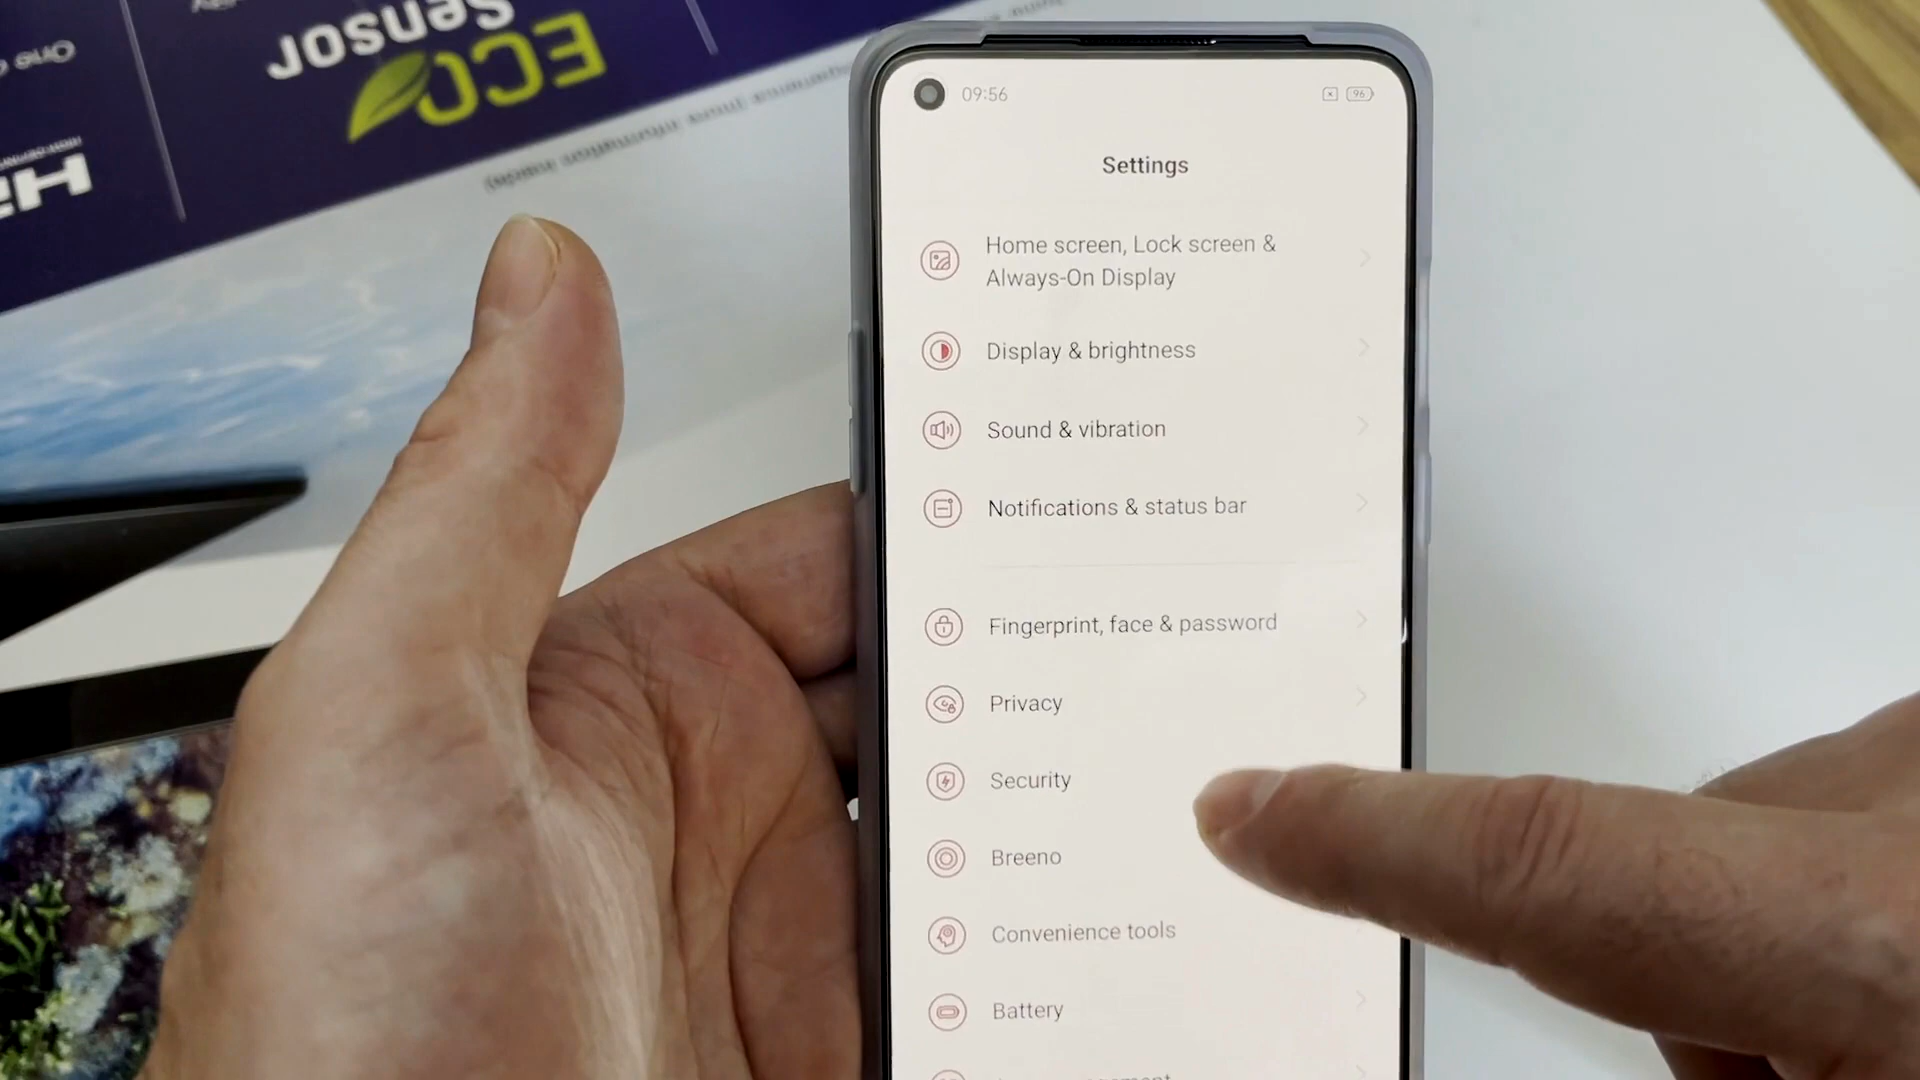 Sensor
ECO
09:56
96
Settings
Home screen, Lock screen &
Always-On Display
Display & brightness
Sound & vibration
Notifications & status bar
Fingerprint, face & password
Privacy
Security
Breeno
Convenience tools
Battery